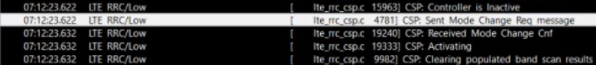 07:12:23.622 LTE RRC/Low [ lte_rrc_csp.c 15963] CSP: Controller is Inactive
07:12:23.622 LTE RRC/Low [ lte_rrc_csp.c 4781] CSP: Sent Mode Change Req message
07:12:23.632 LTE RRC/Low [ lte_rrc_csp.c 19240] CSP: Received Mode Change Cnf
07:12:23.632 LTE RRC/Low [ lte_rrc_csp.c 19333] CSP: Activating
07:12:23.632 LTE RRC/Low [ lte_rrc_csp.c 9982] CSP: Clearing populated band scan results